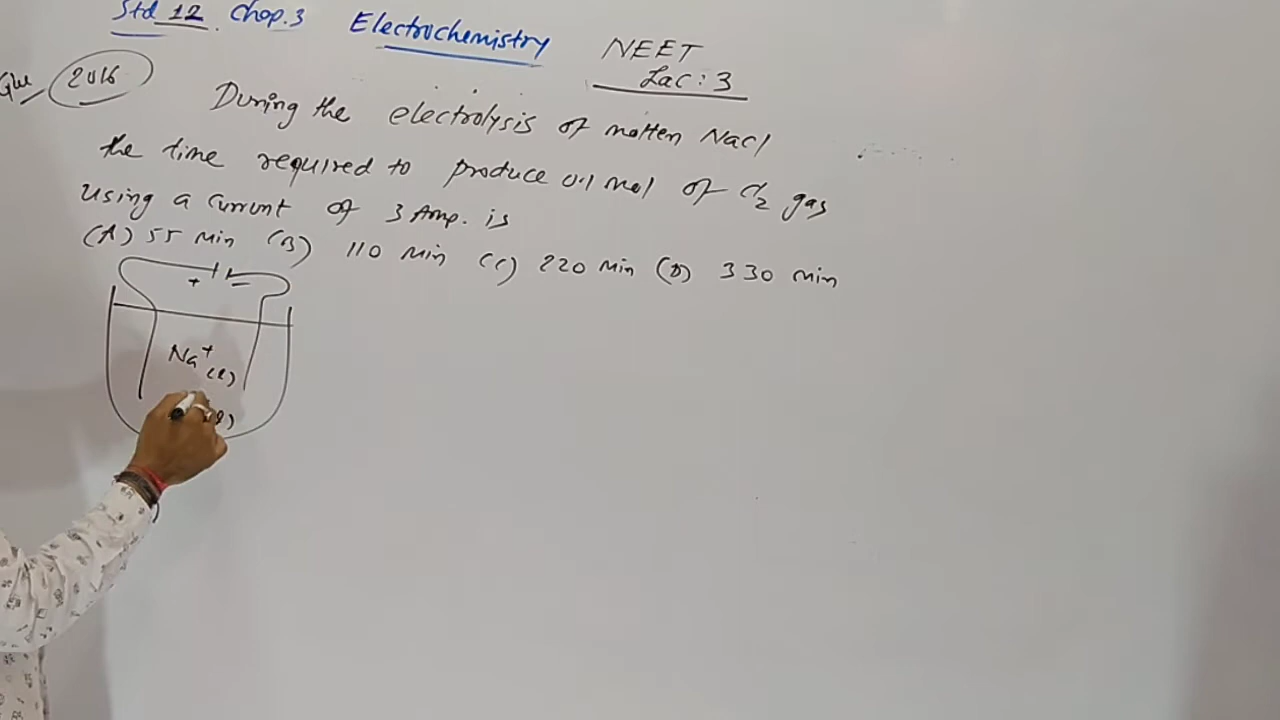 Std 12 Chap.3 Electrochemistry NEET
Lac: 3
Que 2016 During the electrolysis of molten NaCl
the time required to produce 0.1 mol of Cl2 gas
Using a current of 3 Amp. is
(A) 55 Min (B) 110 Min (C) 220 Min (D) 330 min
+ –
Na+(l)
(l)